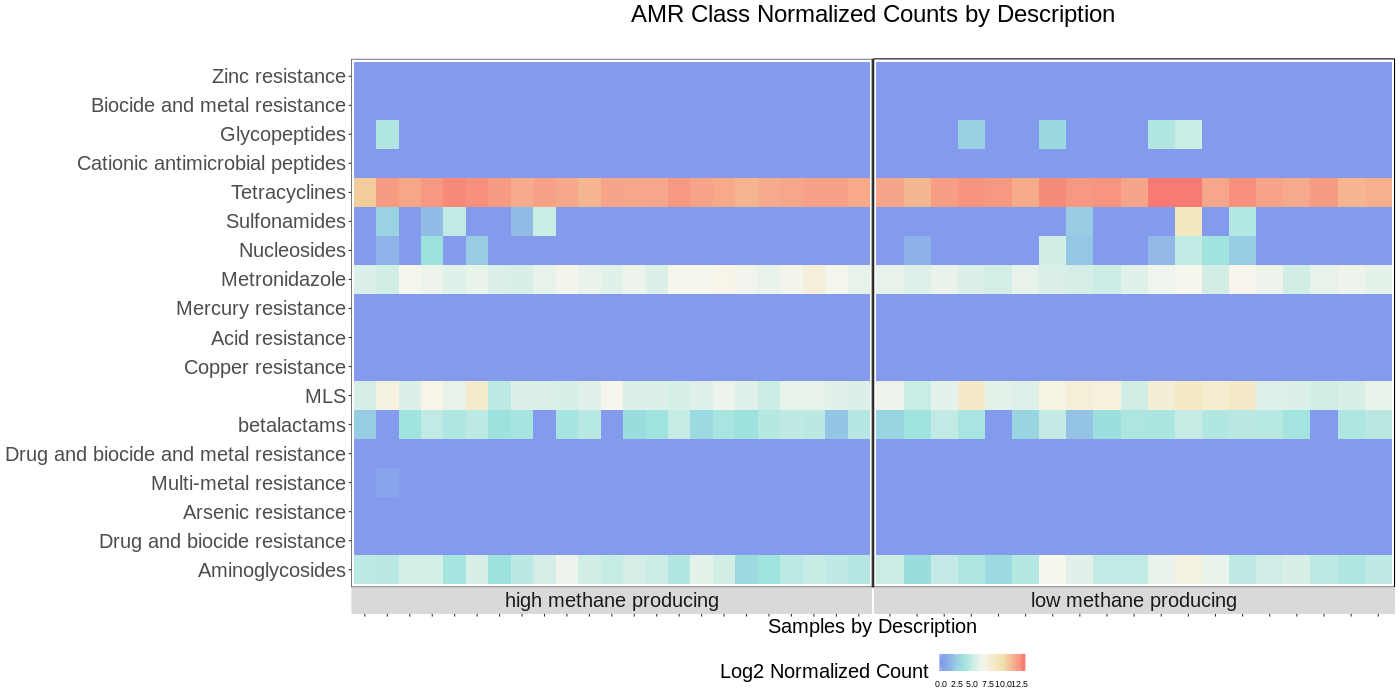 AMR Class Normalized Counts by Description
Zinc resistance
Biocide and metal resistance
Glycopeptides
Cationic antimicrobial peptides
Tetracyclines
Sulfonamides
Nucleosides
Metronidazole
Mercury resistance
Acid resistance
Copper resistance
MLS
betalactams
Drug and biocide and metal resistance
Multi-metal resistance
Arsenic resistance
Drug and biocide resistance
Aminoglycosides
high methane producing low methane producing
Samples by Description
Log2 Normalized Count
0.0 2.5 5.0 7.5 10.0 12.5